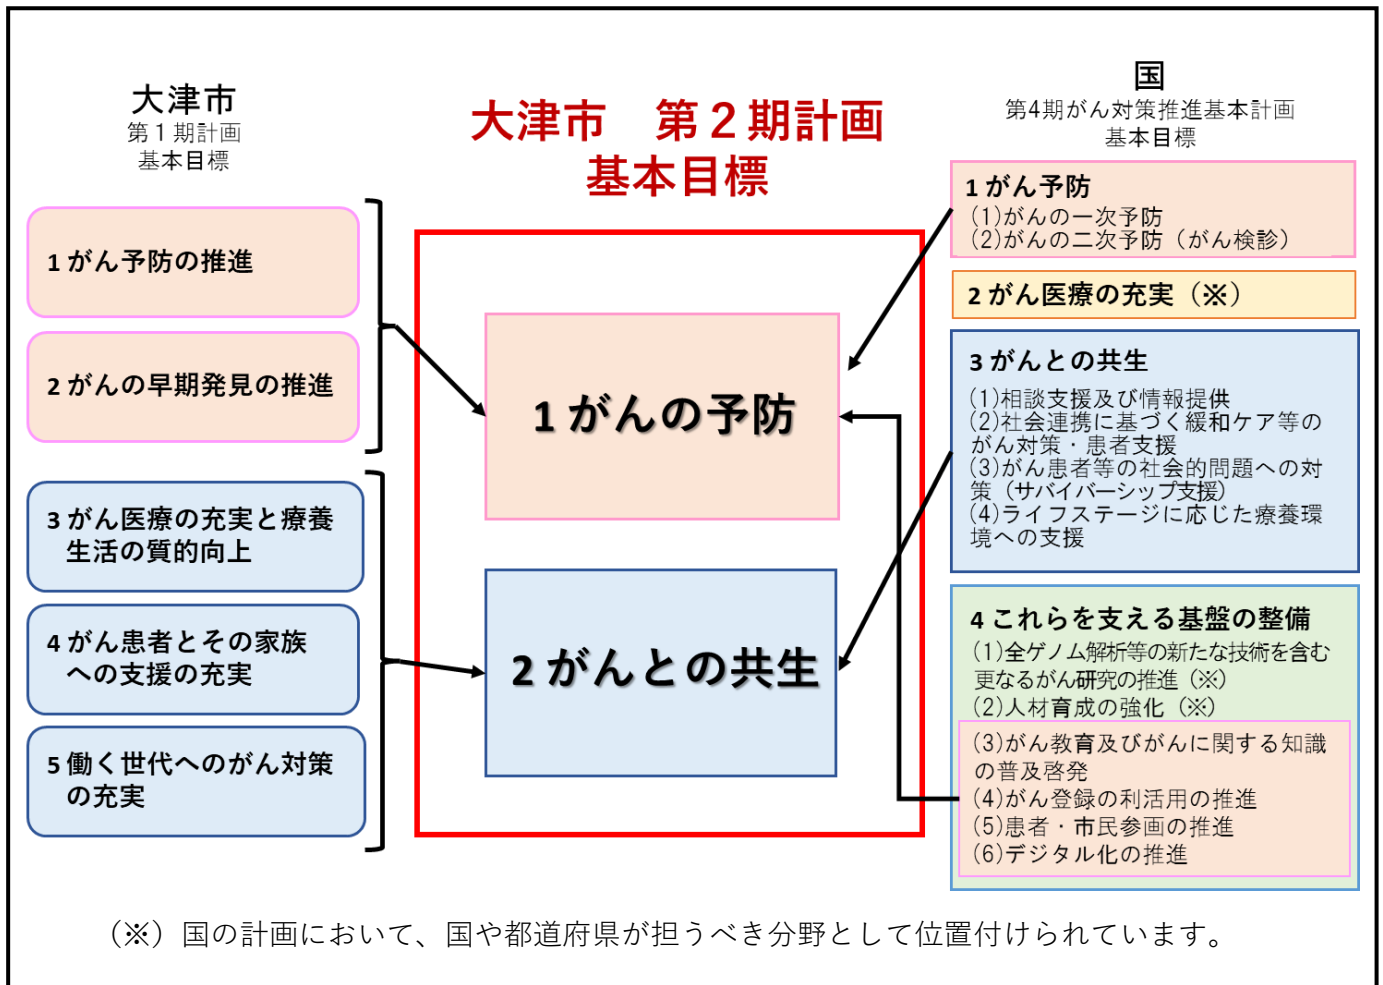 大津市
第１期計画
基本目標
1 がん予防の推進
2 がんの早期発見の推進
3 がん医療の充実と療養
生活の質的向上
4 がん患者とその家族
への支援の充実
5 働く世代へのがん対策
の充実
大津市　第２期計画
基本目標
1 がんの予防
2 がんとの共生
国
第4期がん対策推進基本計画
基本目標
1 がん予防
(1)がんの一次予防
(2)がんの二次予防（がん検診）
2 がん医療の充実（※）
3 がんとの共生
(1)相談支援及び情報提供
(2)社会連携に基づく緩和ケア等の
がん対策・患者支援
(3)がん患者等の社会的問題への対
策（サバイバーシップ支援）
(4)ライフステージに応じた療養環
境への支援
4 これらを支える基盤の整備
(1)全ゲノム解析等の新たな技術を含む
更なるがん研究の推進（※）
(2)人材育成の強化（※）
(3)がん教育及びがんに関する知識
の普及啓発
(4)がん登録の利活用の推進
(5)患者・市民参画の推進
(6)デジタル化の推進
（※）国の計画において、国や都道府県が担うべき分野として位置付けられています。